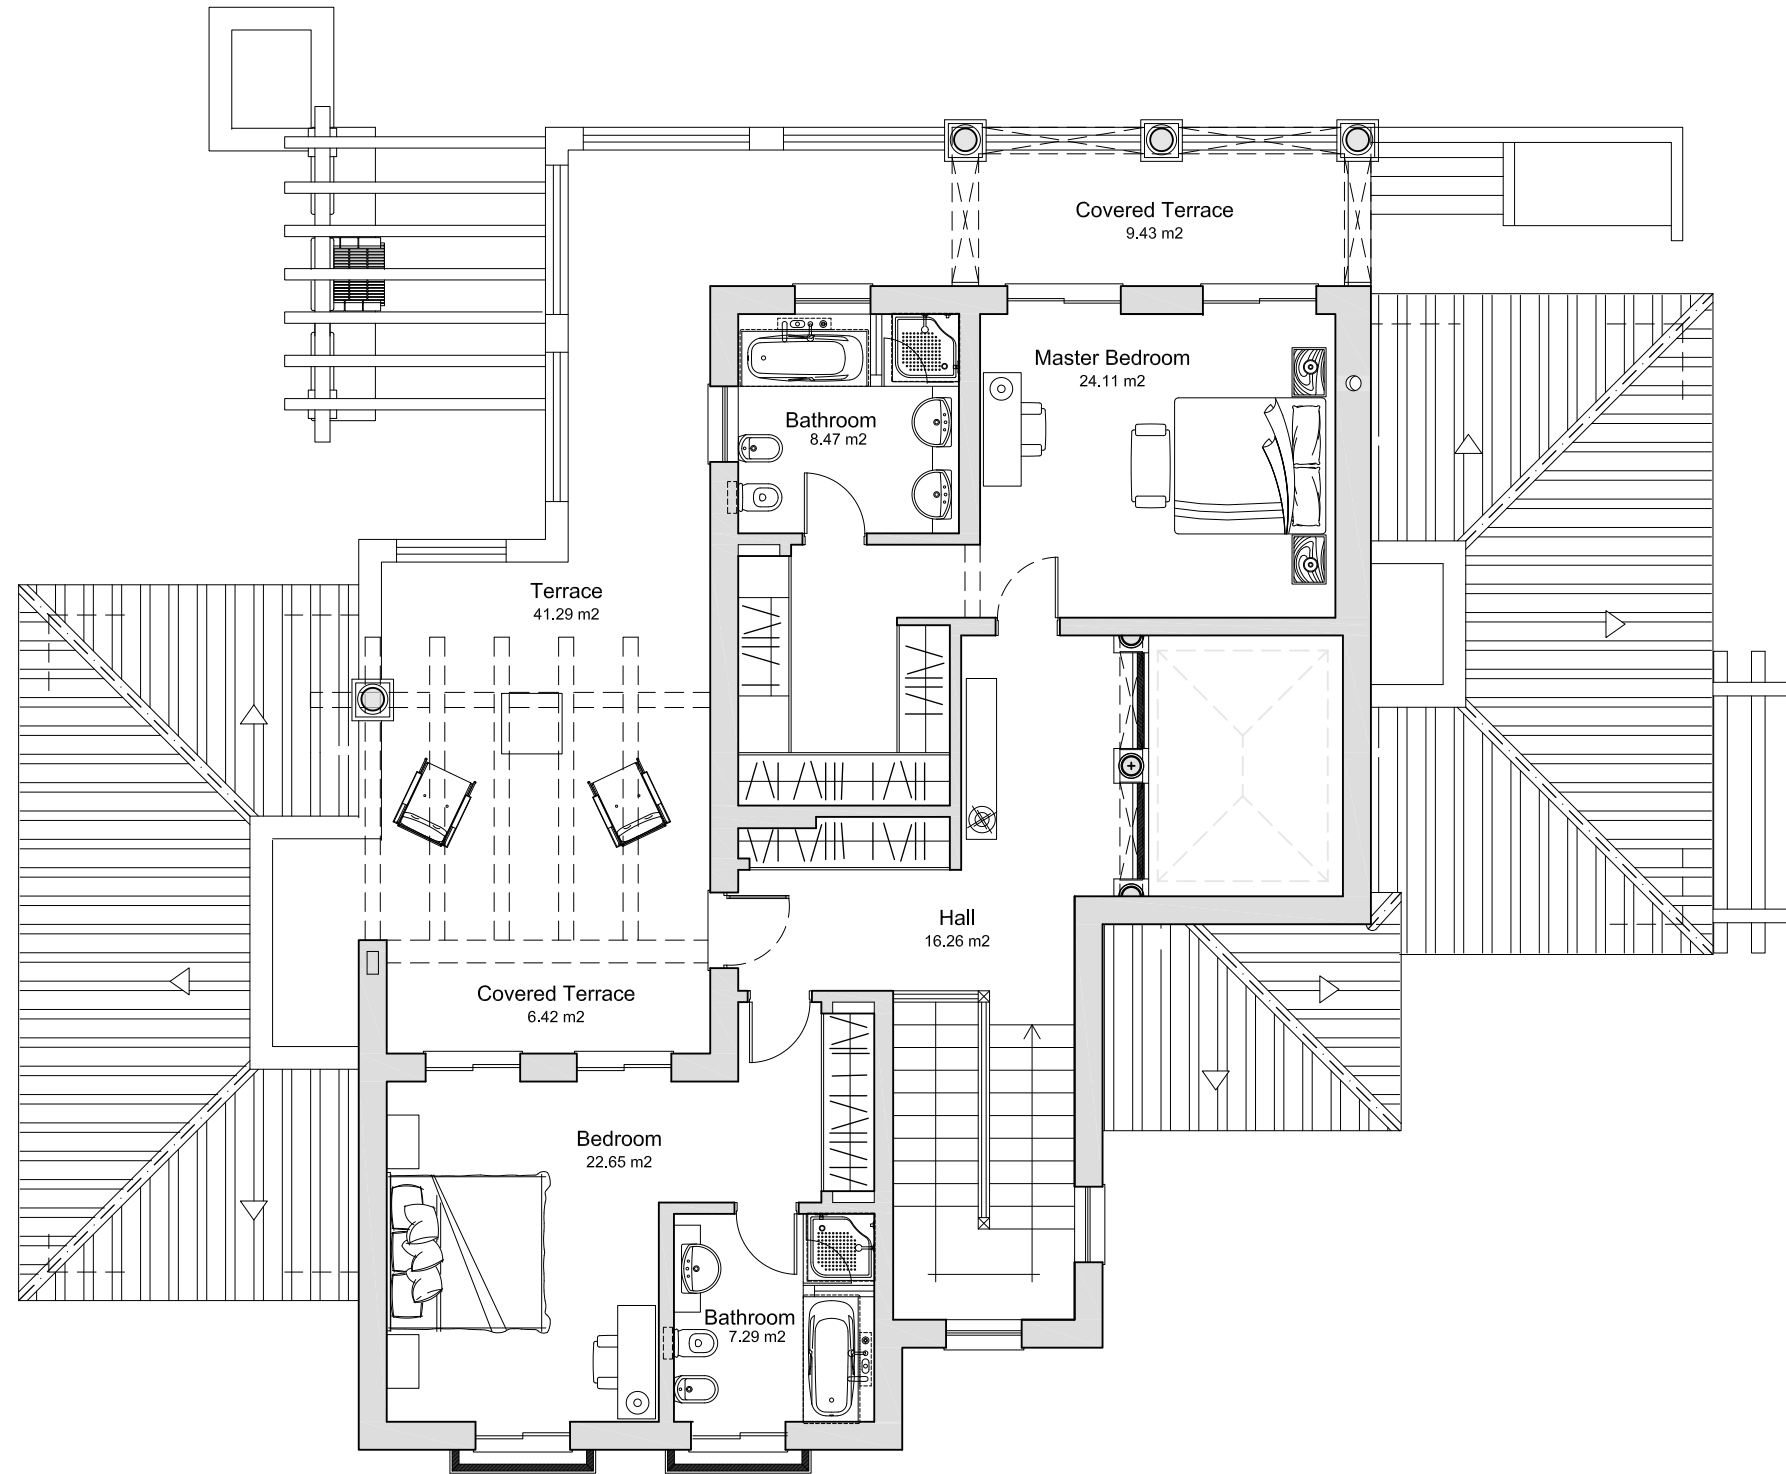 Covered Terrace
9.43 m2
Master Bedroom
24.11 m2
Bathroom
8.47 m2
Terrace
41.29 m2
Hall
16.26 m2
Covered Terrace
6.42 m2
Bedroom
22.65 m2
Bathroom
7.29 m2